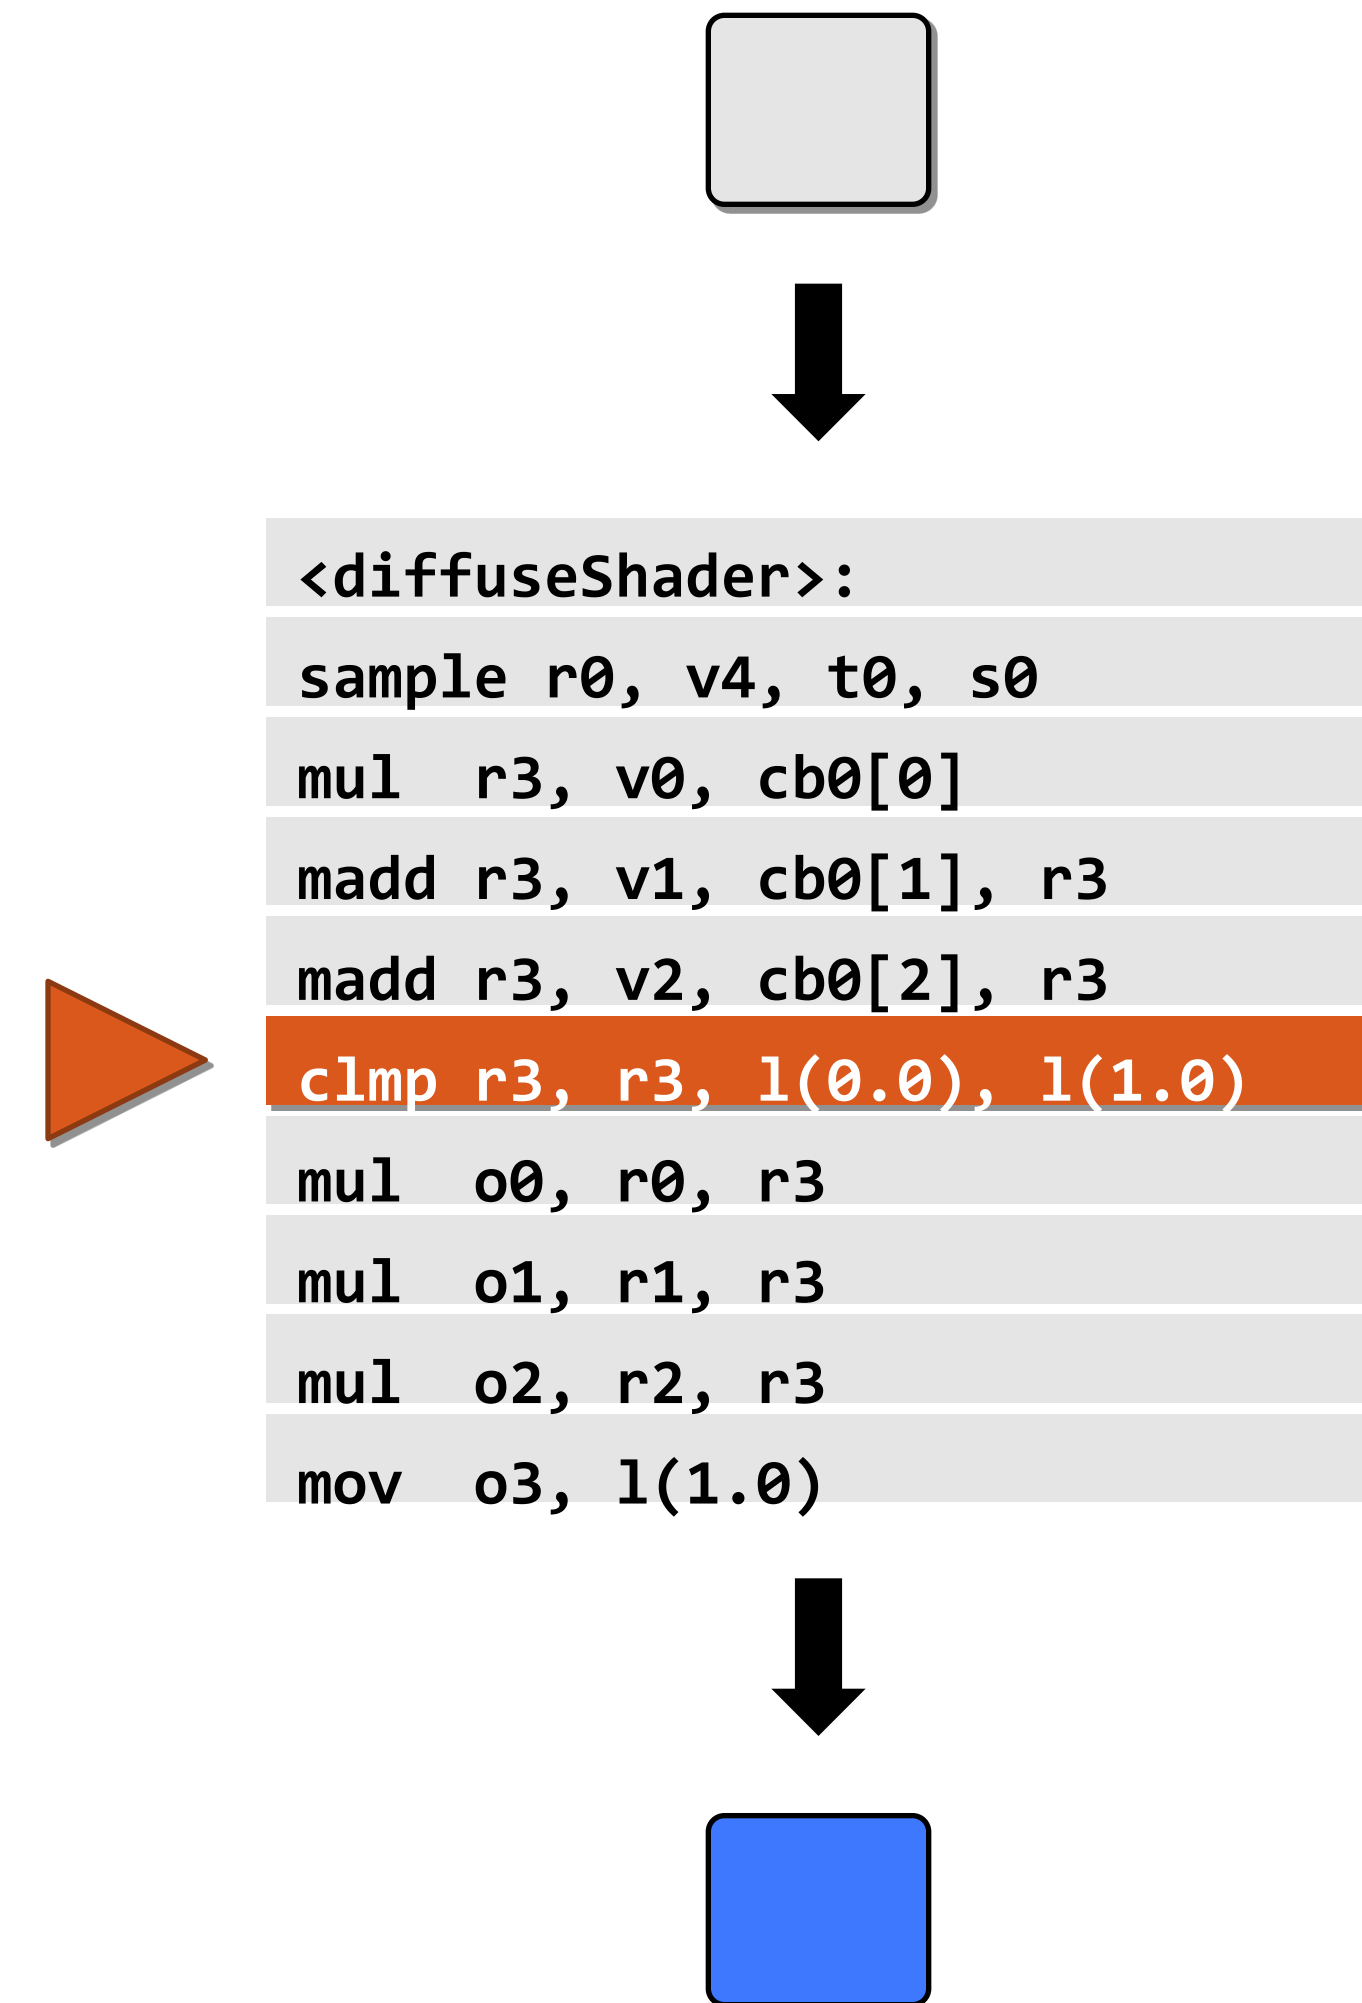 <diffuseShader>:
sample r0, v4, t0, s0
mul  r3, v0, cb0[0]
madd r3, v1, cb0[1], r3
madd r3, v2, cb0[2], r3
clmp r3, r3, l(0.0), l(1.0)
mul  o0, r0, r3
mul  o1, r1, r3
mul  o2, r2, r3
mov  o3, l(1.0)